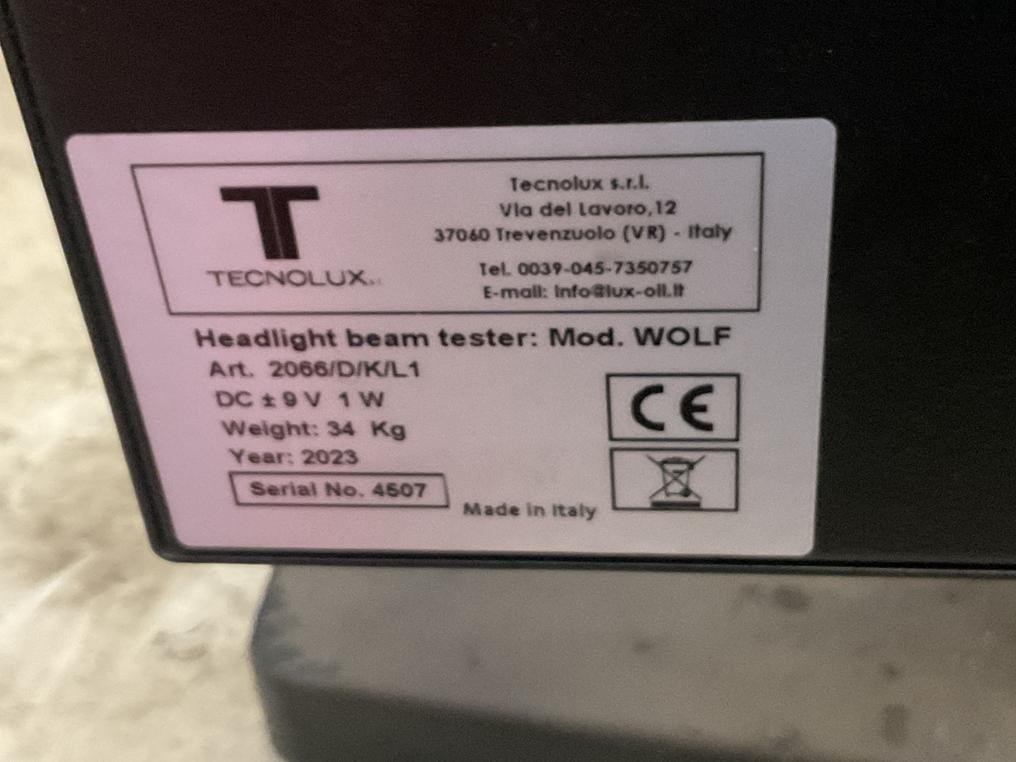 Tecnolux s.r.l.
Via del Lavoro,12
37060 Trevenzuolo (VR) - Italy
Tel. 0039-045-7350757
E-mail: info@lux-oil.it
TECNOLUX
Headlight beam tester: Mod. WOLF
Art. 2066/D/K/L1
DC ± 9 V 1 W
Weight: 34 Kg
Year: 2023
Serial No. 4507
Made in Italy
CE